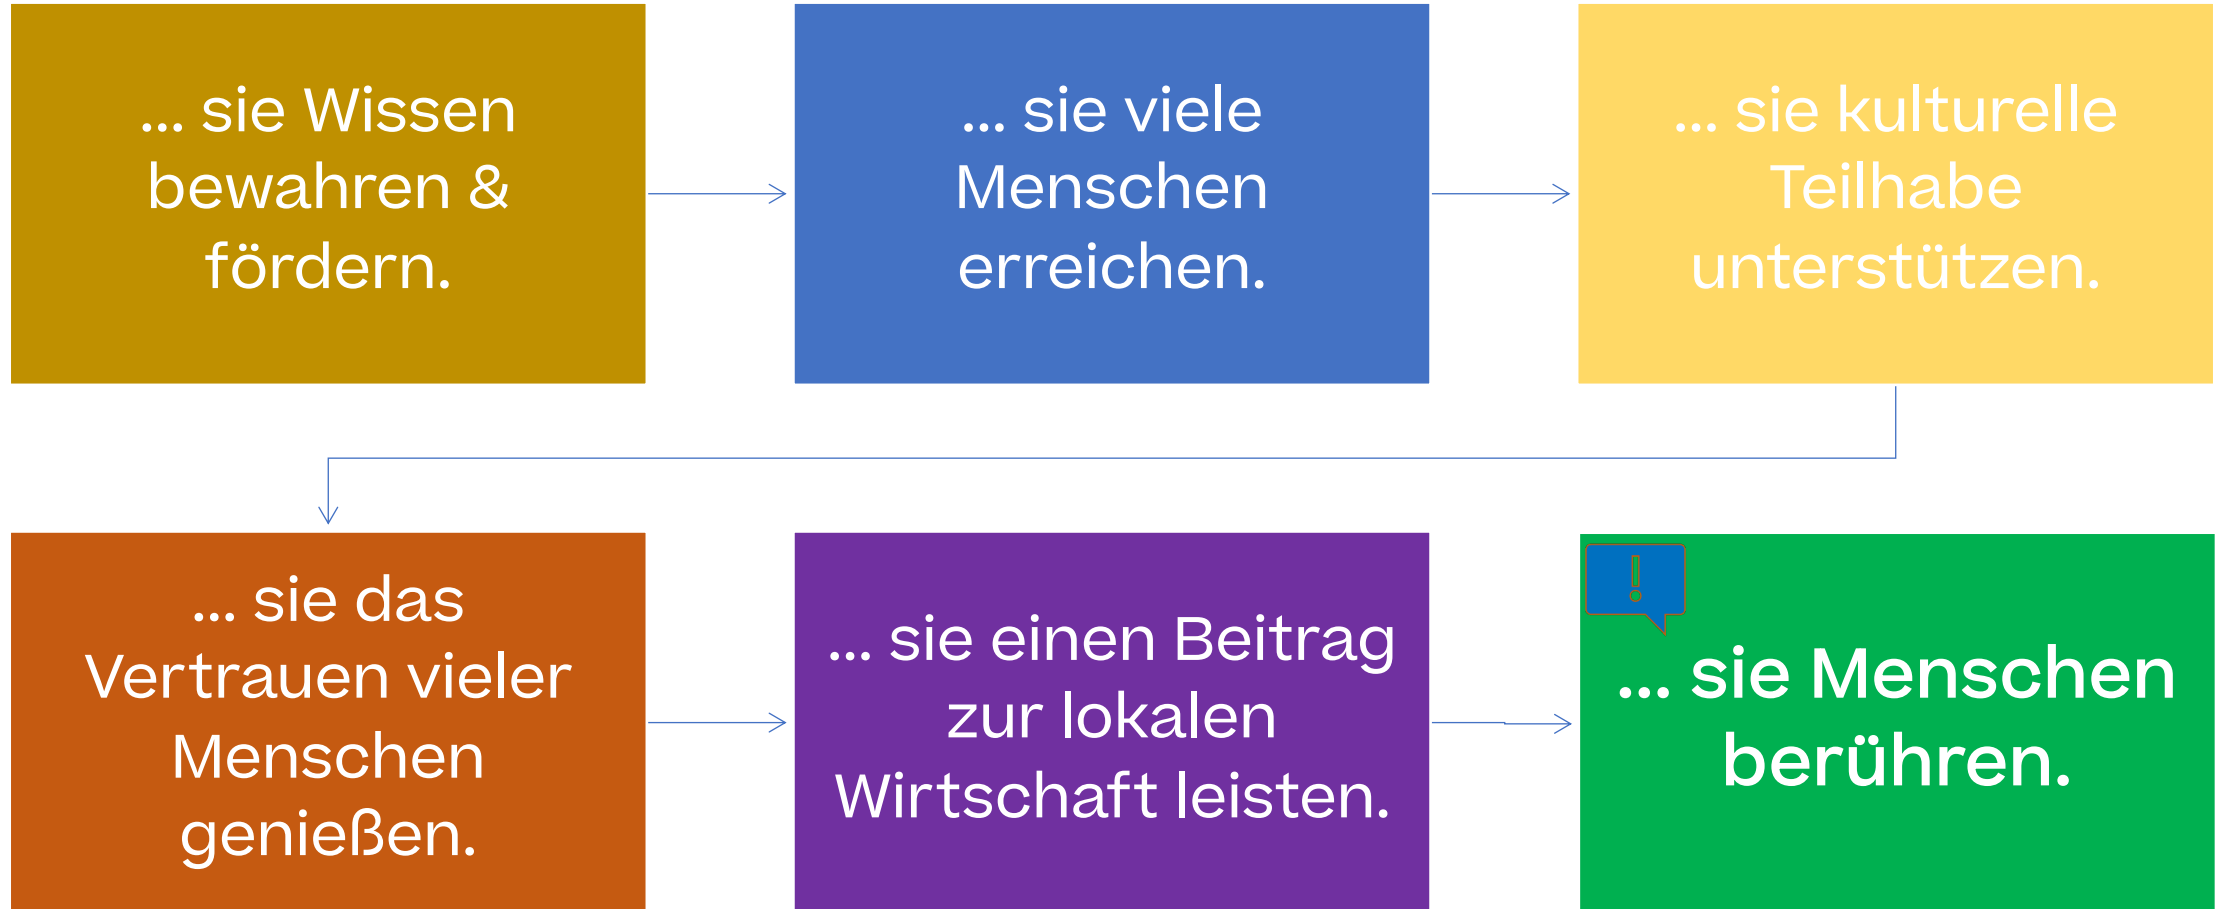 ... sie Wissen
bewahren &
fördern.
... sie viele
Menschen
erreichen.
... sie kulturelle
Teilhabe
unterstützen.
... sie das
Vertrauen vieler
Menschen
genießen.
... sie einen Beitrag
zur lokalen
Wirtschaft leisten.
!
... sie Menschen
berühren.